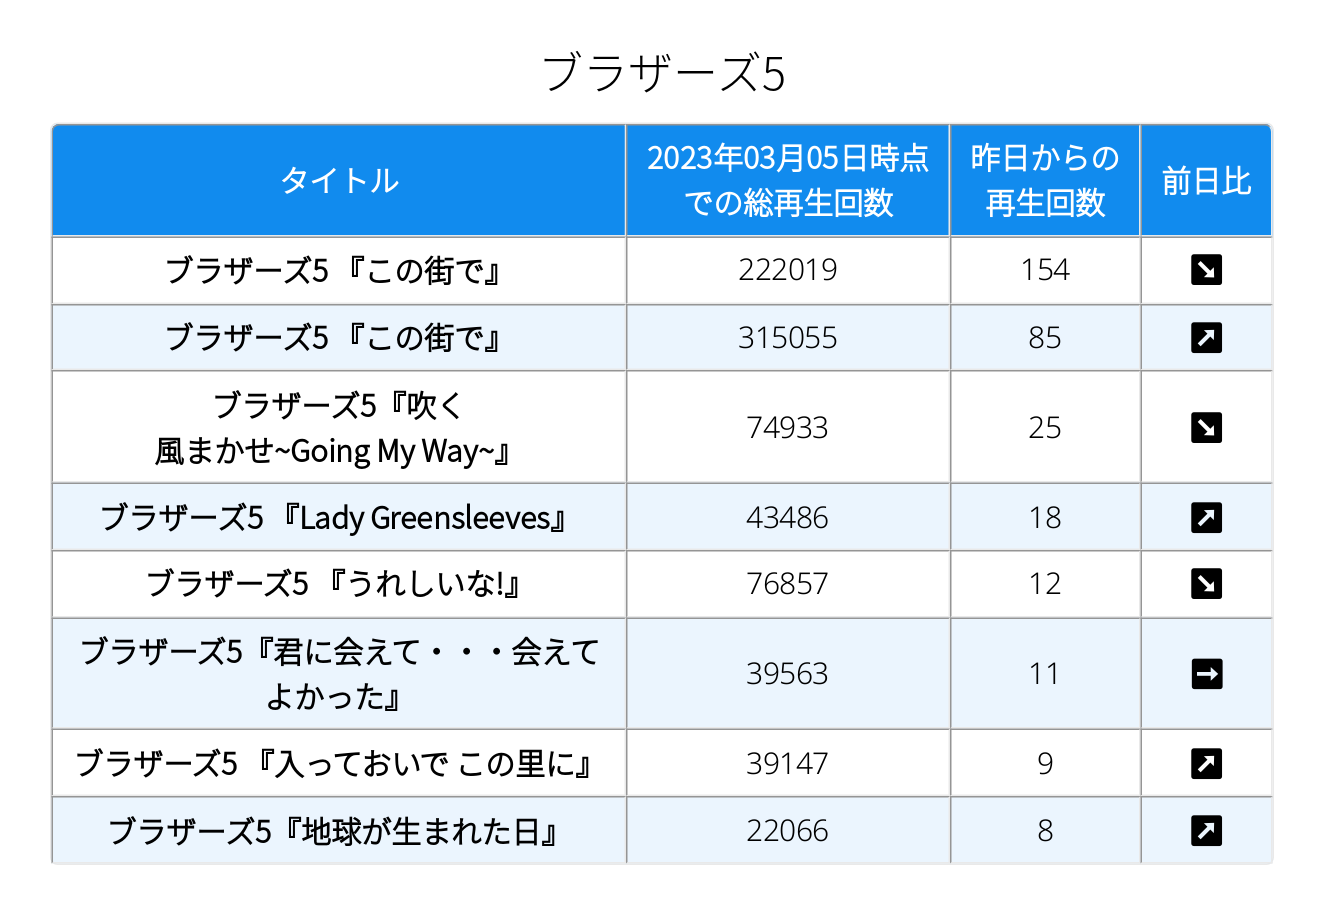 ブラザーズ5
タイトル
2023年03月05日時点
での総再生回数
昨日からの
再生回数
前日比
ブラザーズ5 『この街で』
222019
154
ブラザーズ5 『この街で』
315055
85
ブラザーズ5『吹く
風まかせ~Going My Way~』
74933
25
ブラザーズ5 『Lady Greensleeves』
43486
18
ブラザーズ5 『うれしいな!』
76857
12
ブラザーズ5『君に会えて・・・会えて
よかった』
39563
11
ブラザーズ5 『入っておいで この里に』
39147
9
ブラザーズ5『地球が生まれた日』
22066
8